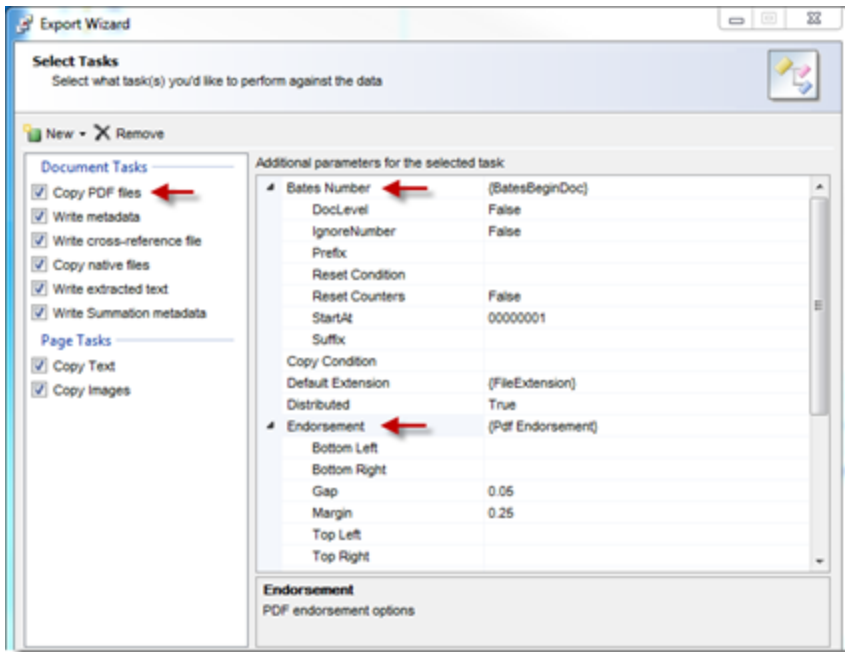 Export Wizard
Select Tasks
Select what task(s) you'd like to perform against the data
New Remove
Document Tasks
Copy PDF files
Write metadata
Write cross-reference file
Copy native files
Write extracted text
Write Summation metadata
Page Tasks
Copy Text
Copy Images
Additional parameters for the selected task
Bates Number {BatesBeginDoc}
DocLevel False
IgnoreNumber False
Prefix
Reset Condition
Reset Counters False
StartAt 00000001
Suffix
Copy Condition
Default Extension {FileExtension}
Distributed True
Endorsement {Pdf Endorsement}
Bottom Left
Bottom Right
Gap 0.05
Margin 0.25
Top Left
Top Right
Endorsement
PDF endorsement options